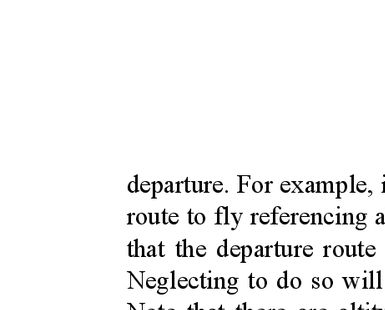 departure. For example,
route to fly referencing
that the departure route
Neglecting to do so will
Note that there are